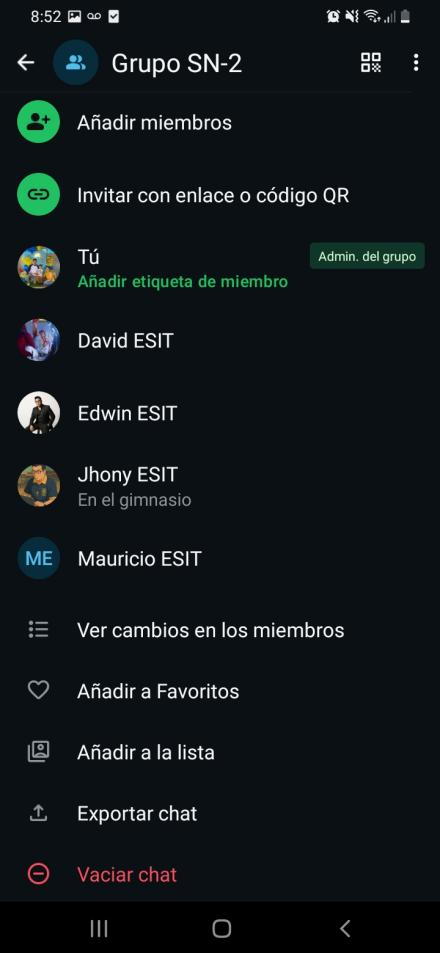 8:52
Grupo SN-2
Añadir miembros
Invitar con enlace o código QR
Tú
Admin. del grupo
Añadir etiqueta de miembro
David ESIT
Edwin ESIT
Jhony ESIT
En el gimnasio
ME
Mauricio ESIT
Ver cambios en los miembros
Añadir a Favoritos
Añadir a la lista
Exportar chat
Vaciar chat